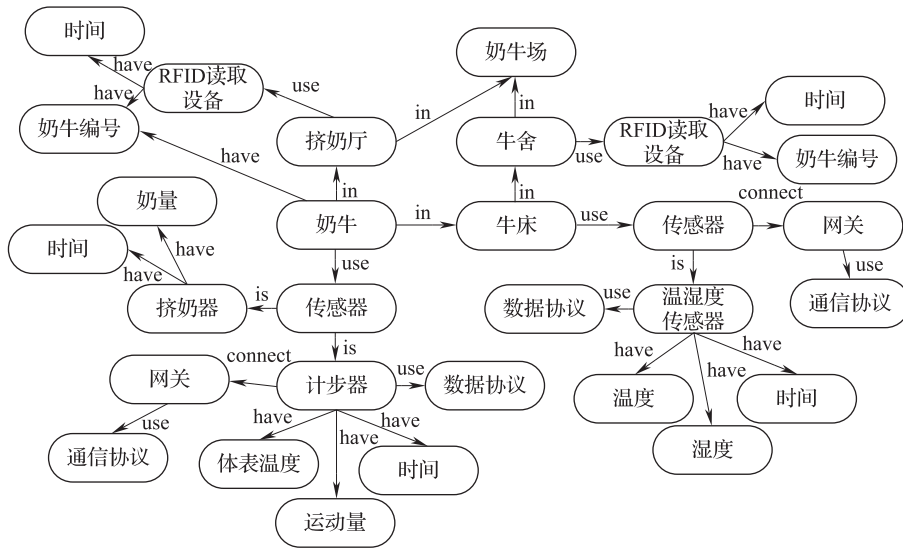 时间
奶牛场
have
RFID读取
设备
use
have
in
in
have
时间
奶牛编号
挤奶厅
牛舍
use
RFID读取
设备
have
奶牛编号
have
in
in
connect
奶量
奶牛
in
牛床
use
传感器
网关
时间
have
have
use
is
use
挤奶器
is
传感器
数据协议
use
温湿度
传感器
通信协议
is
网关
connect
计步器
use
数据协议
have
have
have
温度
时间
use
have
have
have
通信协议
体表温度
时间
湿度
运动量